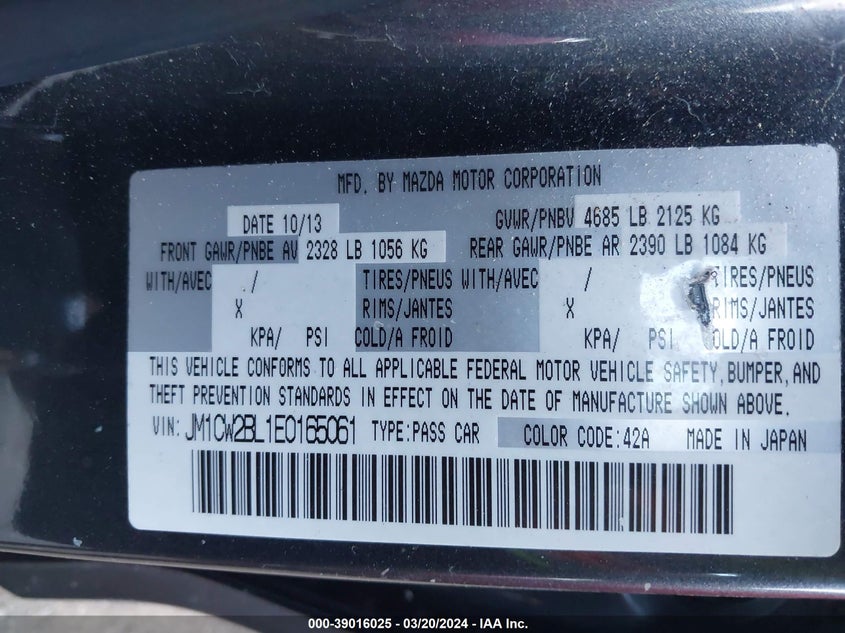 MFD. BY MAZDA MOTOR CORPORATION
DATE 10/13 GVWR/PNBV 4685 LB 2125 KG
FRONT GAWR/PNBE AV 2328 LB 1056 KG REAR GAWR/PNBE AR 2390 LB 1084 KG
WITH/AVEC / TIRES/PNEUS WITH/AVEC / TIRES/PNEUS
X RIMS/JANTES X RIMS/JANTES
KPA/ PSI COLD/A FROID KPA/ PSI COLD/A FROID
THIS VEHICLE CONFORMS TO ALL APPLICABLE FEDERAL MOTOR VEHICLE SAFETY, BUMPER, AND
THEFT PREVENTION STANDARDS IN EFFECT ON THE DATE OF MANUFACTURE SHOWN ABOVE.
VIN: JM1CW2BL1E0165061 TYPE:PASS CAR COLOR CODE:42A MADE IN JAPAN
000-39016025 - 03/20/2024 - IAA Inc.